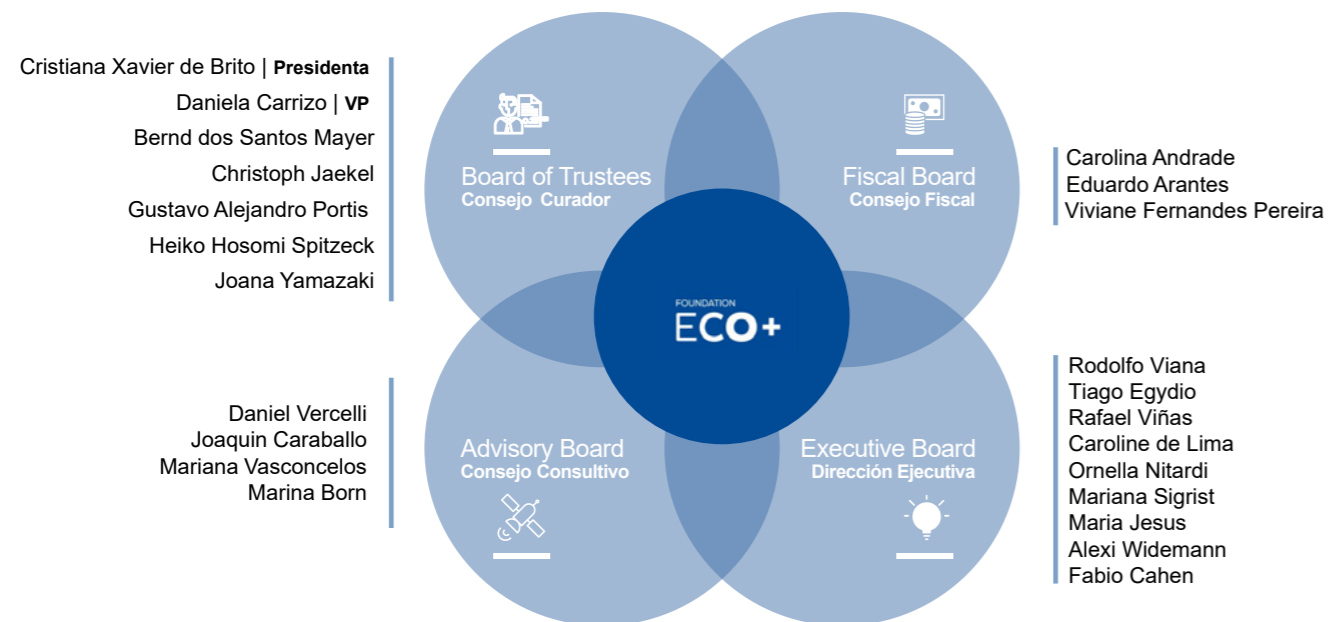 Cristiana Xavier de Brito | Presidenta
Daniela Carrizo | VP
Bernd dos Santos Mayer
Christoph Jaekel
Gustavo Alejandro Portis
Heiko Hosomi Spitzeck
Joana Yamazaki
Board of Trustees
Consejo Curador
Fiscal Board
Consejo Fiscal
Carolina Andrade
Eduardo Arantes
Viviane Fernandes Pereira
FOUNDATION
ECO+
Daniel Vercelli
Joaquin Caraballo
Mariana Vasconcelos
Marina Born
Advisory Board
Consejo Consultivo
Executive Board
Dirección Ejecutiva
Rodolfo Viana
Tiago Egydio
Rafael Viñas
Caroline de Lima
Ornella Nitardi
Mariana Sigrist
Maria Jesus
Alexi Widemann
Fabio Cahen